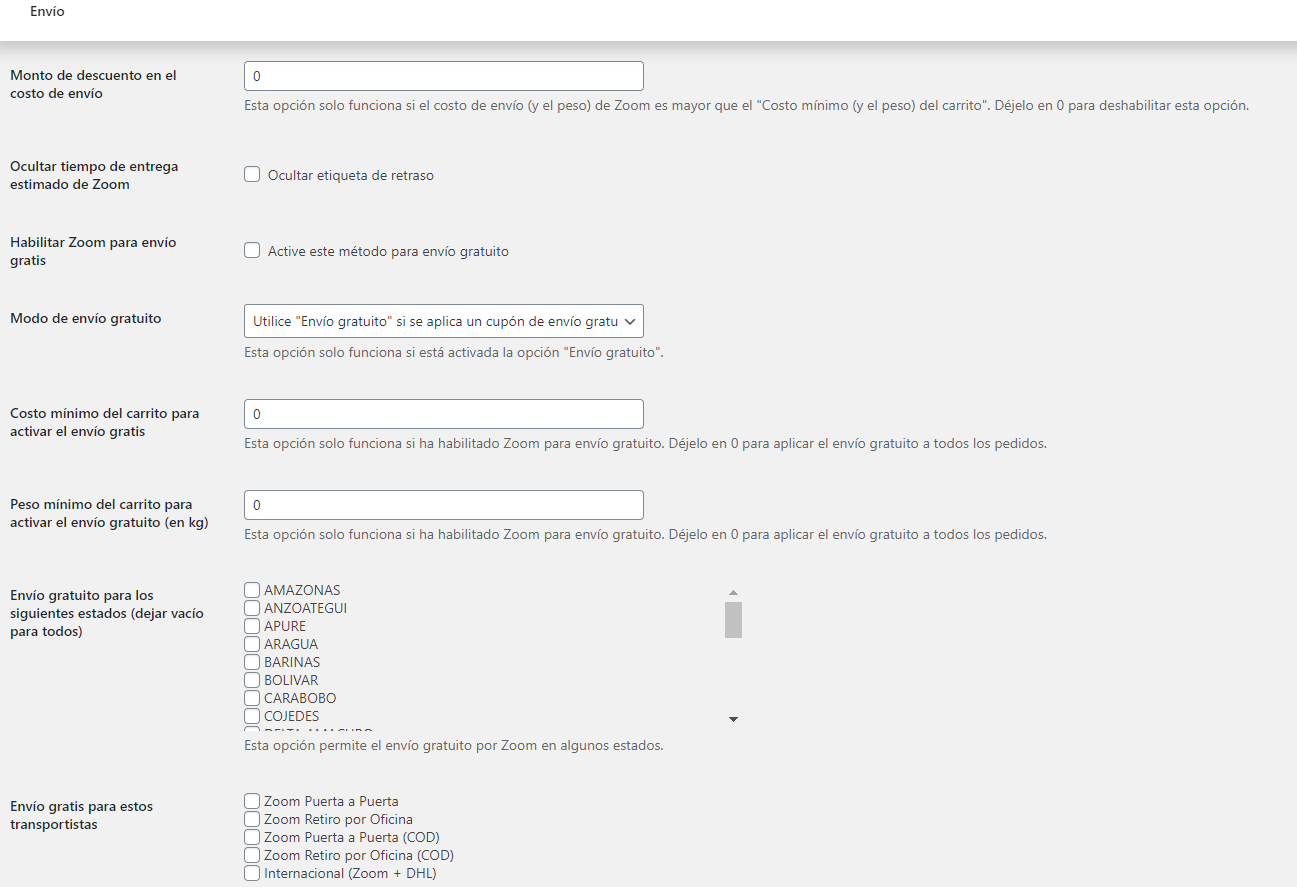 Envío
Monto de descuento en el
costo de envío
0
Esta opción solo funciona si el costo de envío (y el peso) de Zoom es mayor que el "Costo mínimo (y el peso) del carrito". Déjelo en 0 para deshabilitar esta opción.
Ocultar tiempo de entrega
estimado de Zoom
Ocultar etiqueta de retraso
Habilitar Zoom para envío
gratis
Active este método para envío gratuito
Modo de envío gratuito
Utilice "Envío gratuito" si se aplica un cupón de envío gratu
Esta opción solo funciona si está activada la opción "Envío gratuito".
Costo mínimo del carrito para
activar el envío gratis
0
Esta opción solo funciona si ha habilitado Zoom para envío gratuito. Déjelo en 0 para aplicar el envío gratuito a todos los pedidos.
Peso mínimo del carrito para
activar el envío gratuito (en kg)
0
Esta opción solo funciona si ha habilitado Zoom para envío gratuito. Déjelo en 0 para aplicar el envío gratuito a todos los pedidos.
Envío gratuito para los
siguientes estados (dejar vacío
para todos)
AMAZONAS
ANZOATEGUI
APURE
ARAGUA
BARINAS
BOLIVAR
CARABOBO
COJEDES
DELTA AMACURO
Esta opción permite el envío gratuito por Zoom en algunos estados.
Envío gratis para estos
transportistas
Zoom Puerta a Puerta
Zoom Retiro por Oficina
Zoom Puerta a Puerta (COD)
Zoom Retiro por Oficina (COD)
Internacional (Zoom + DHL)